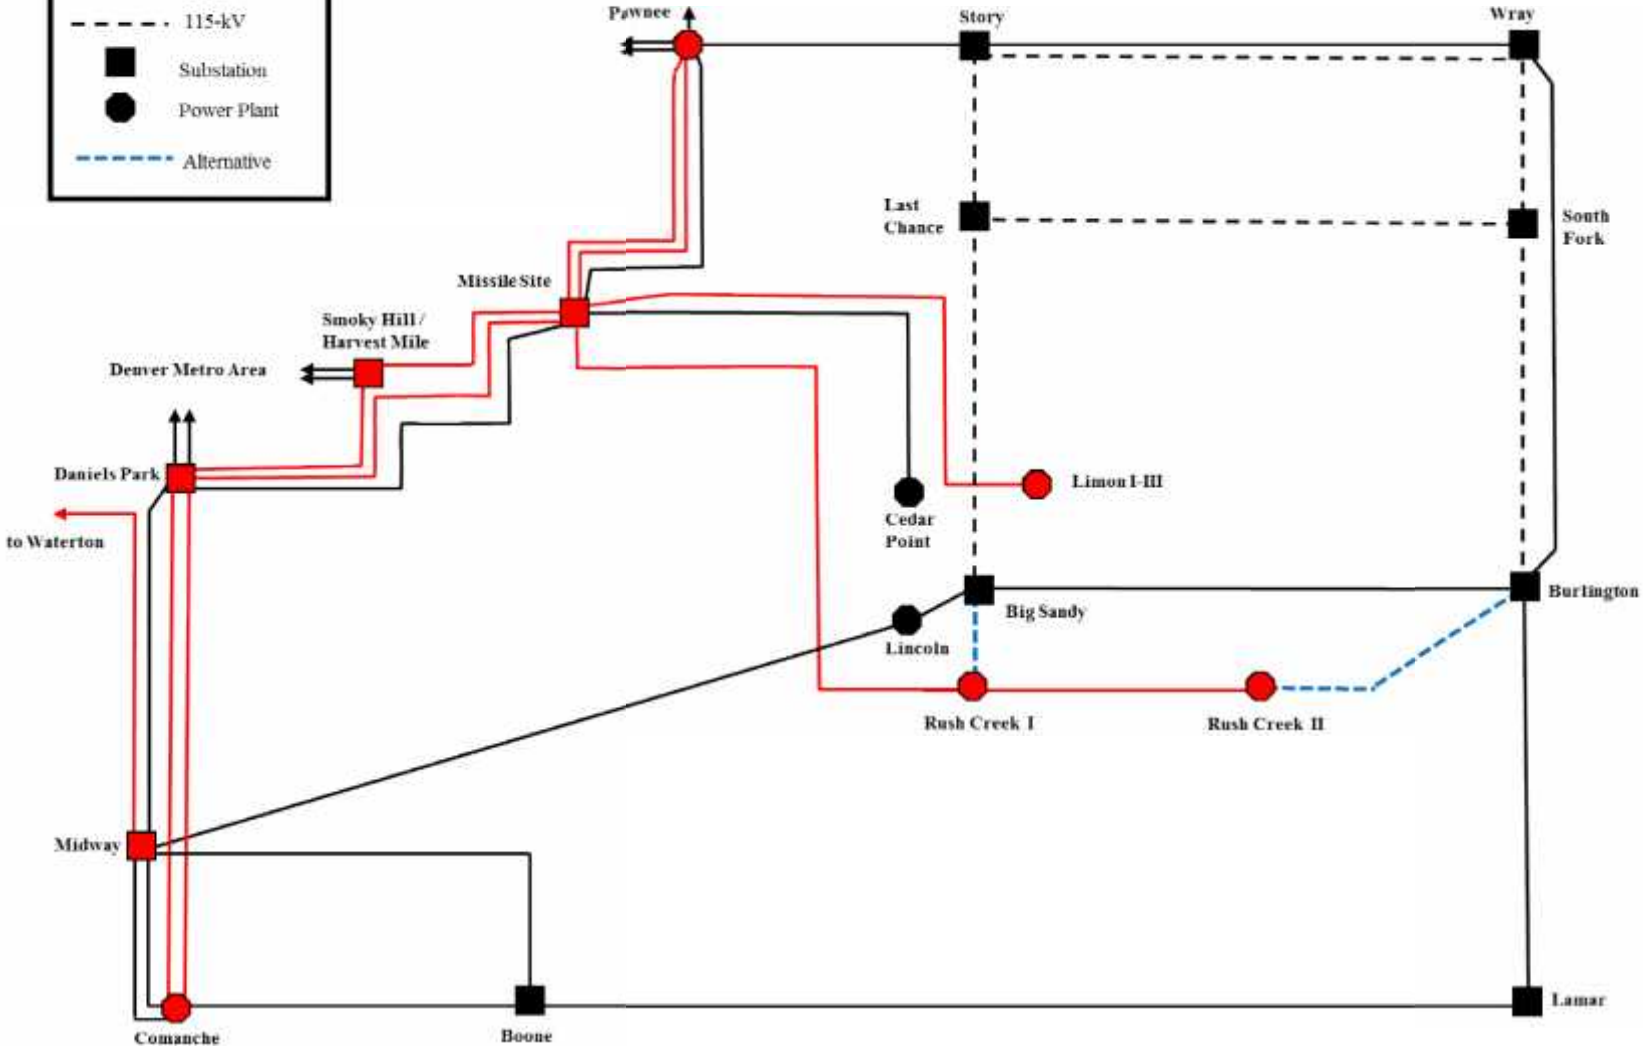 115-kV
Substation
Power Plant
Alternative
Pawnee
Story
Wray
Last
Chance
South
Fork
Missile Site
Smoky Hill /
Harvest Mile
Denver Metro Area
Daniels Park
to Waterton
Limon I-III
Cedar
Point
Big Sandy
Burlington
Lincoln
Rush Creek I
Rush Creek II
Midway
Comanche
Boone
Lamar